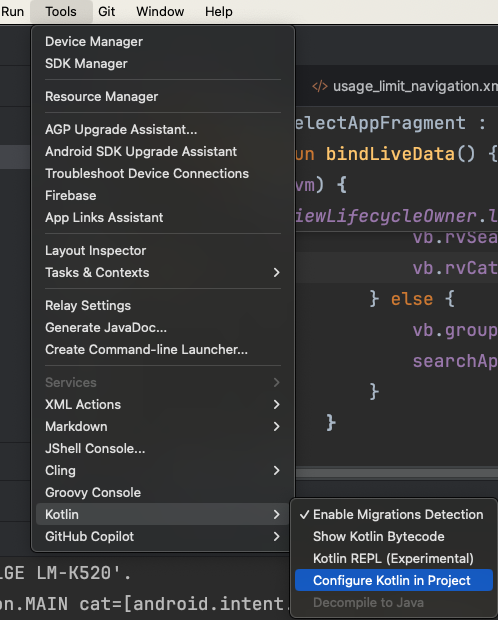 Run Tools Git Window Help
Device Manager
SDK Manager
Resource Manager
AGP Upgrade Assistant...
Android SDK Upgrade Assistant
Troubleshoot Device Connections
Firebase
App Links Assistant
Layout Inspector
Tasks & Contexts
Relay Settings
Generate JavaDoc...
Create Command-line Launcher...
Services
XML Actions
Markdown
JShell Console...
Cling
Groovy Console
Kotlin
GitHub Copilot
Enable Migrations Detection
Show Kotlin Bytecode
Kotlin REPL (Experimental)
Configure Kotlin in Project
Decompile to Java
</> usage_limit_navigation.xm
electAppFragment :
un bindLiveData() {
vm) {
iewLifecycleOwner.l
vb.rvSea
vb.rvCat
} else {
vb.group
searchAp
}
}
LGE LM-K520'.
on.MAIN cat=[android.intent.